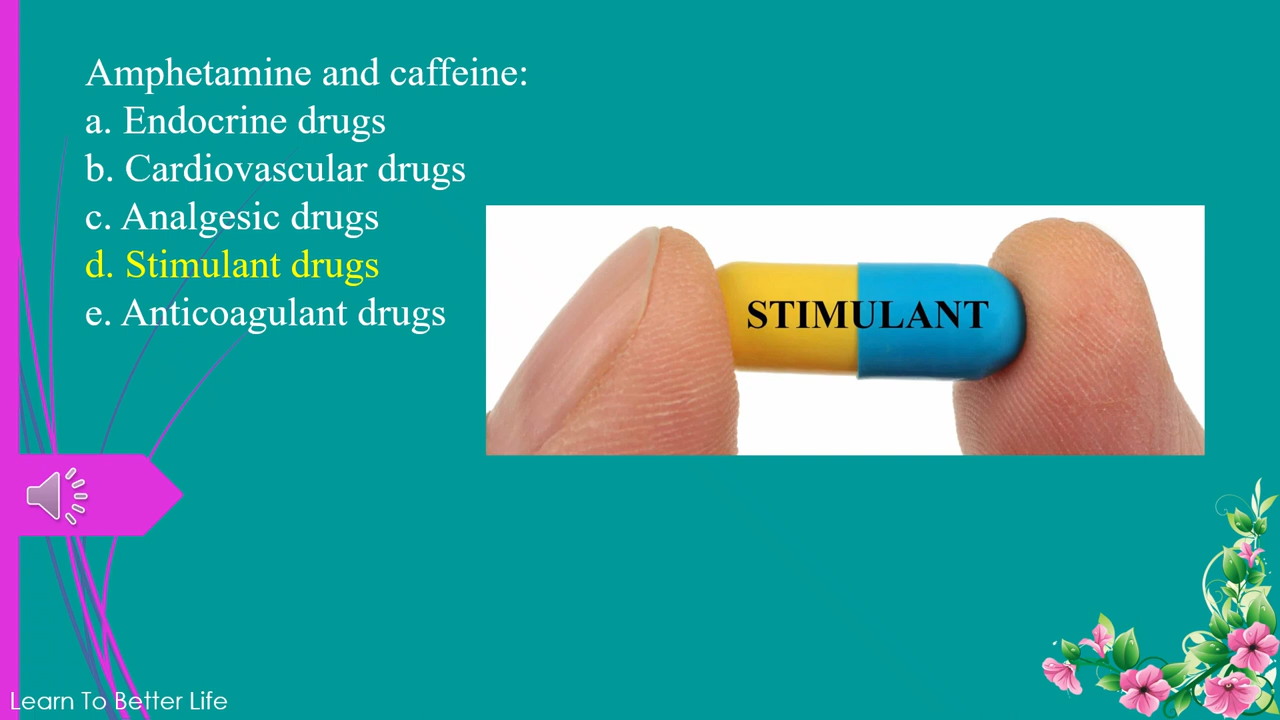 Amphetamine and caffeine:
a. Endocrine drugs
b. Cardiovascular drugs
c. Analgesic drugs
d. Stimulant drugs
e. Anticoagulant drugs
STIMULANT
Learn To Better Life